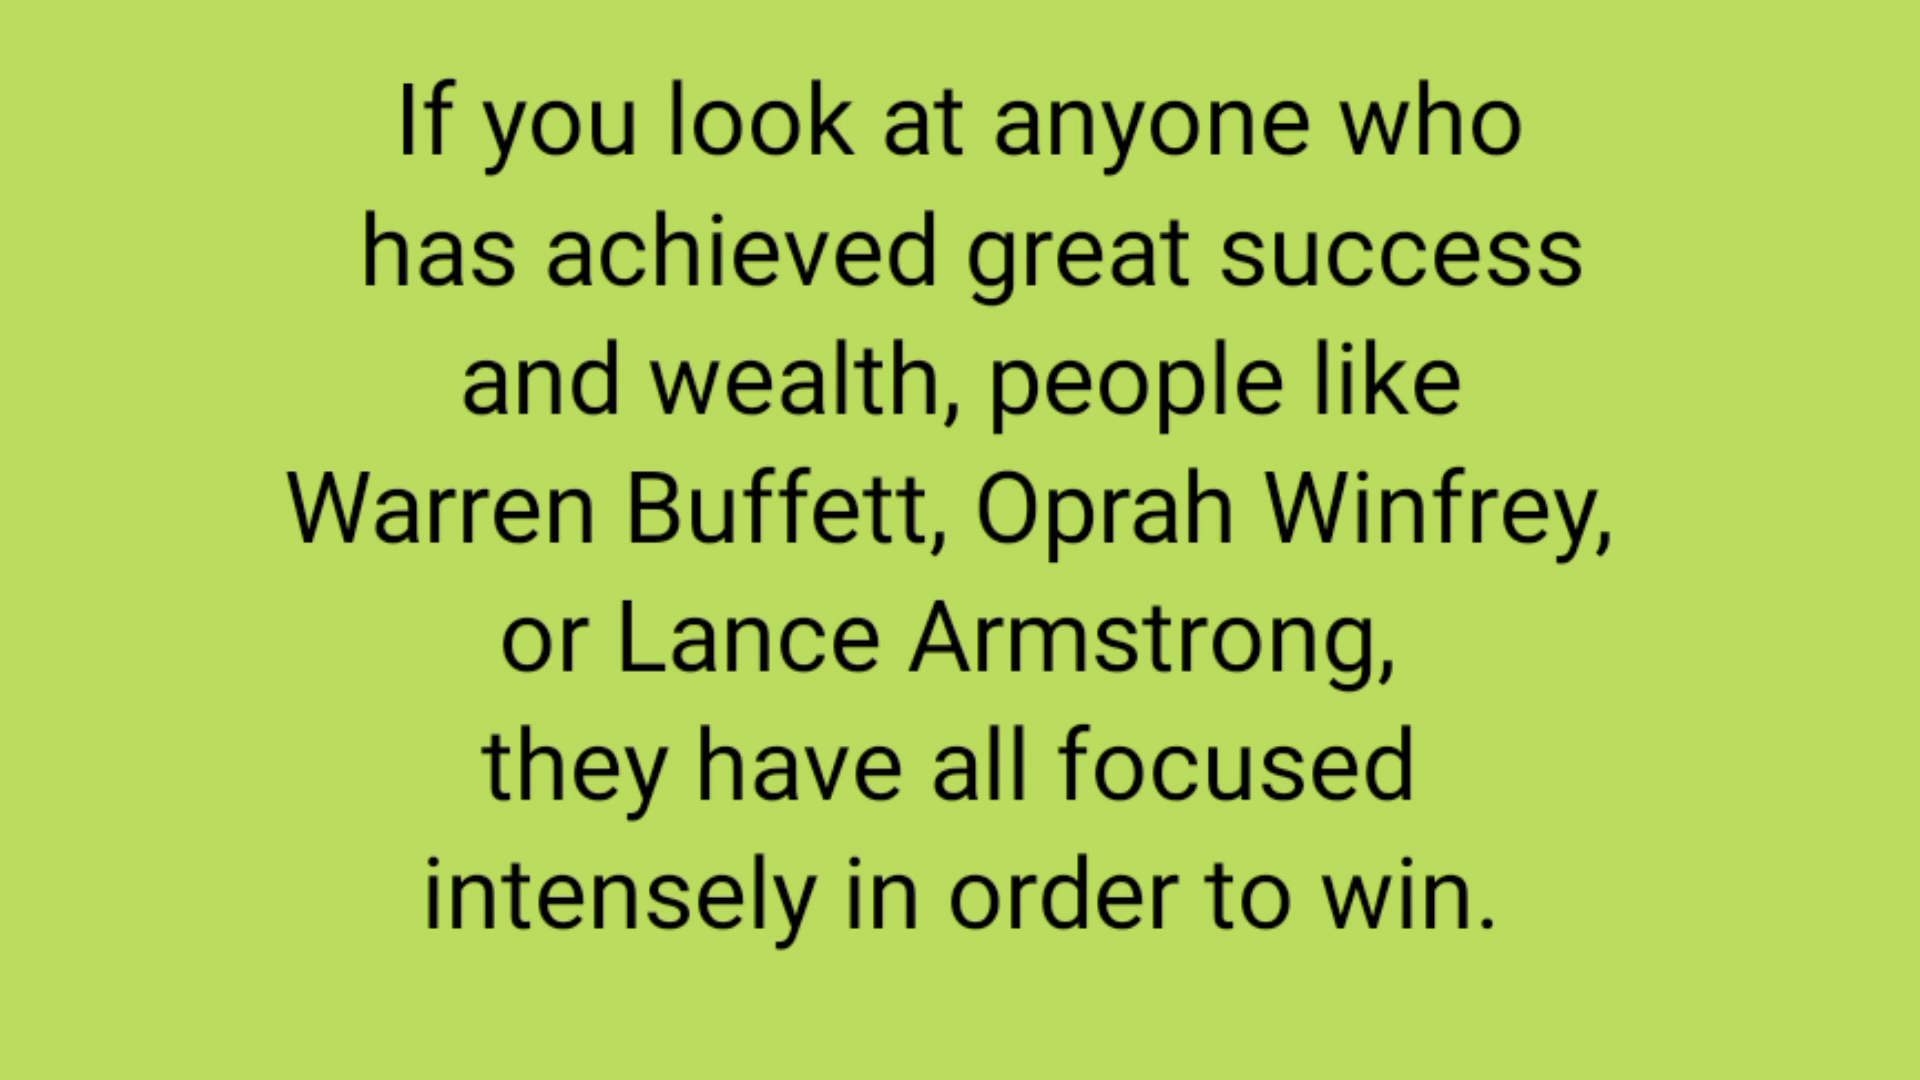 If you look at anyone who
has achieved great success
and wealth, people like
Warren Buffett, Oprah Winfrey,
or Lance Armstrong,
they have all focused
intensely in order to win.